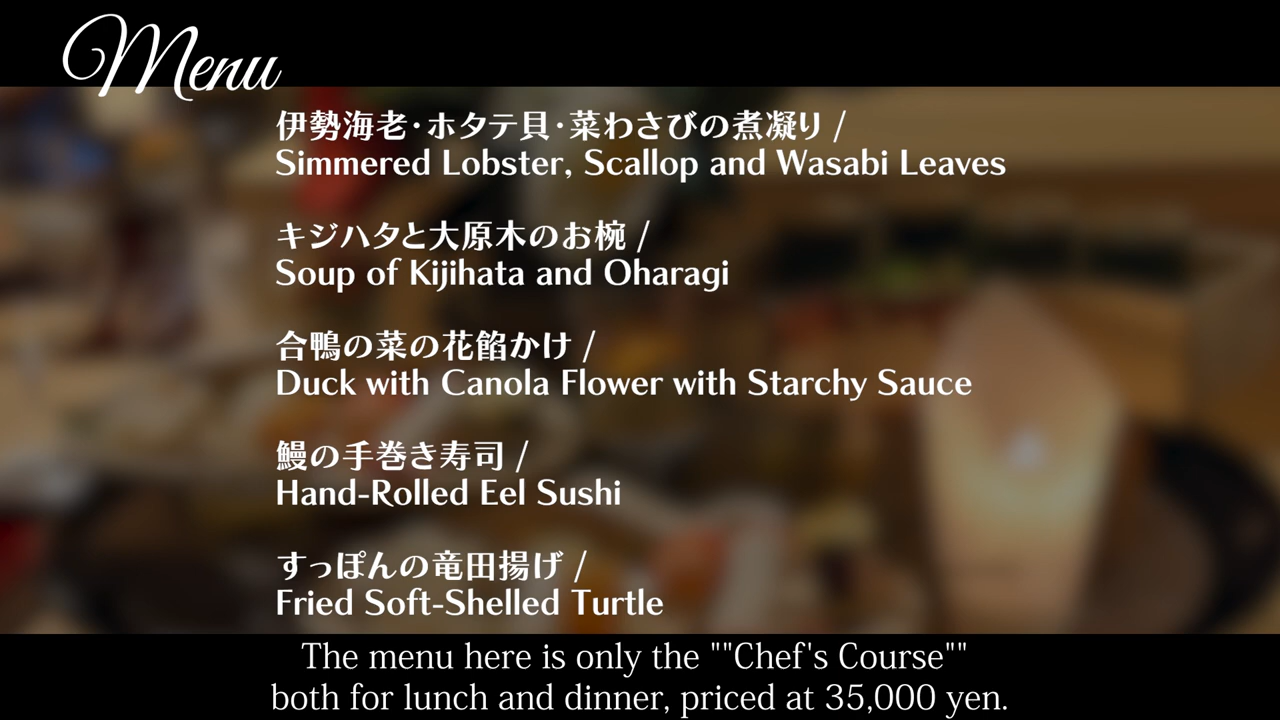 Menu
伊勢海老・ホタテ貝・菜わさびの煮凝り /
Simmered Lobster, Scallop and Wasabi Leaves
キジハタと大原木のお椀 /
Soup of Kijihata and Oharagi
合鴨の菜の花餡かけ /
Duck with Canola Flower with Starchy Sauce
鰻の手巻き寿司 /
Hand-Rolled Eel Sushi
すっぽんの竜田揚げ /
Fried Soft-Shelled Turtle
The menu here is only the ""Chef's Course""
both for lunch and dinner, priced at 35,000 yen.